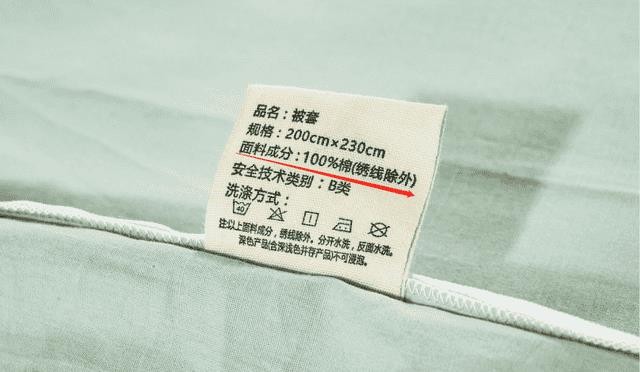 品名：被套
规格：200cm×230cm
面料成分：100%棉(绣线除外)
安全技术类别：B类
洗涤方式：
40
注以上面料成分，绣线除外。分开水洗，反面水洗。
深色产品(含深浅色并存产品)不可浸泡。